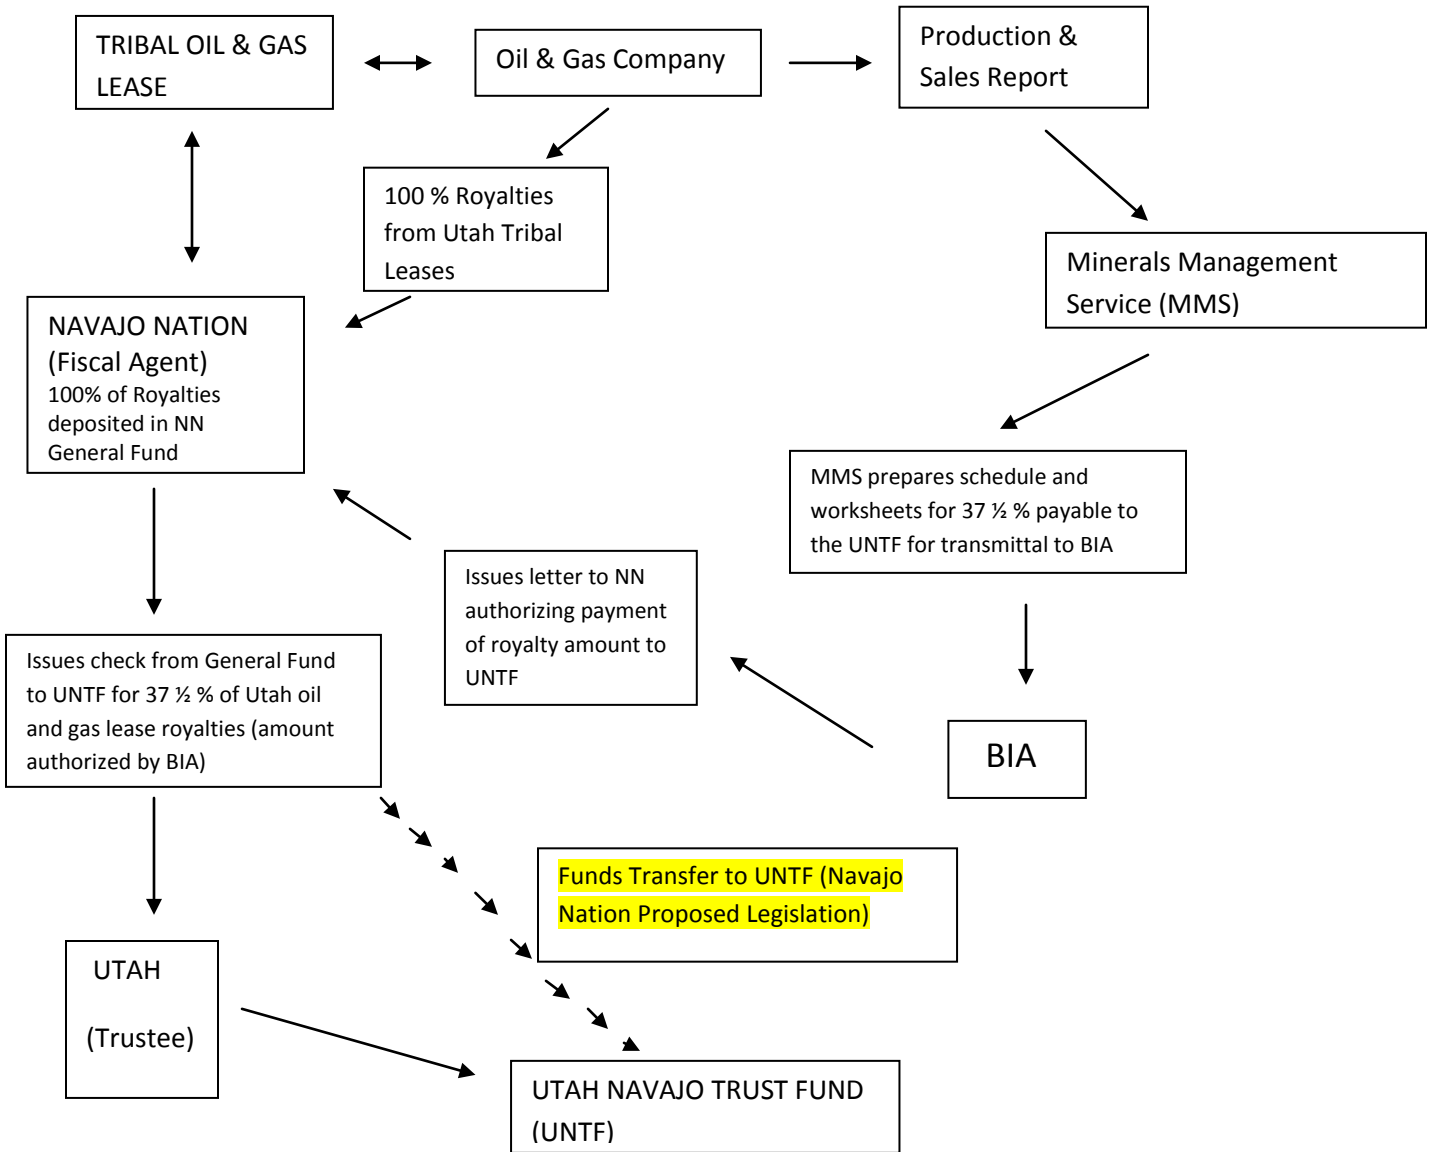 TRIBAL OIL & GAS
LEASE
Oil & Gas Company
Production &
Sales Report
100 % Royalties
from Utah Tribal
Leases
Minerals Management
Service (MMS)
NAVAJO NATION
(Fiscal Agent)
100% of Royalties
deposited in NN
General Fund
MMS prepares schedule and
worksheets for 37 ½ % payable to
the UNTF for transmittal to BIA
Issues letter to NN
authorizing payment
of royalty amount to
UNTF
Issues check from General Fund
to UNTF for 37 ½ % of Utah oil
and gas lease royalties (amount
authorized by BIA)
BIA
Funds Transfer to UNTF (Navajo
Nation Proposed Legislation)
UTAH
(Trustee)
UTAH NAVAJO TRUST FUND
(UNTF)